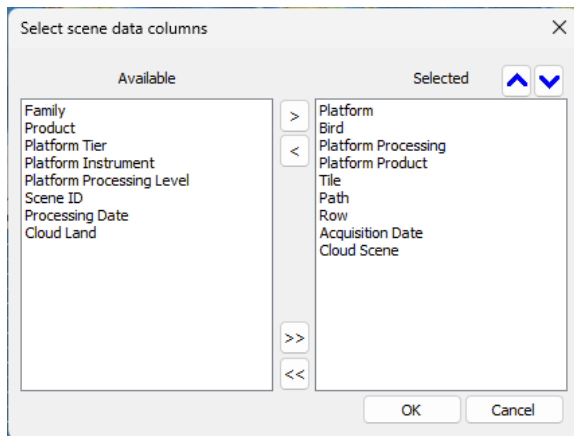 Select scene data columns
Available
Selected
Family
Product
Platform Tier
Platform Instrument
Platform Processing Level
Scene ID
Processing Date
Cloud Land
>
<
>>
<<
Platform
Bird
Platform Processing
Platform Product
Tile
Path
Row
Acquisition Date
Cloud Scene
OK
Cancel